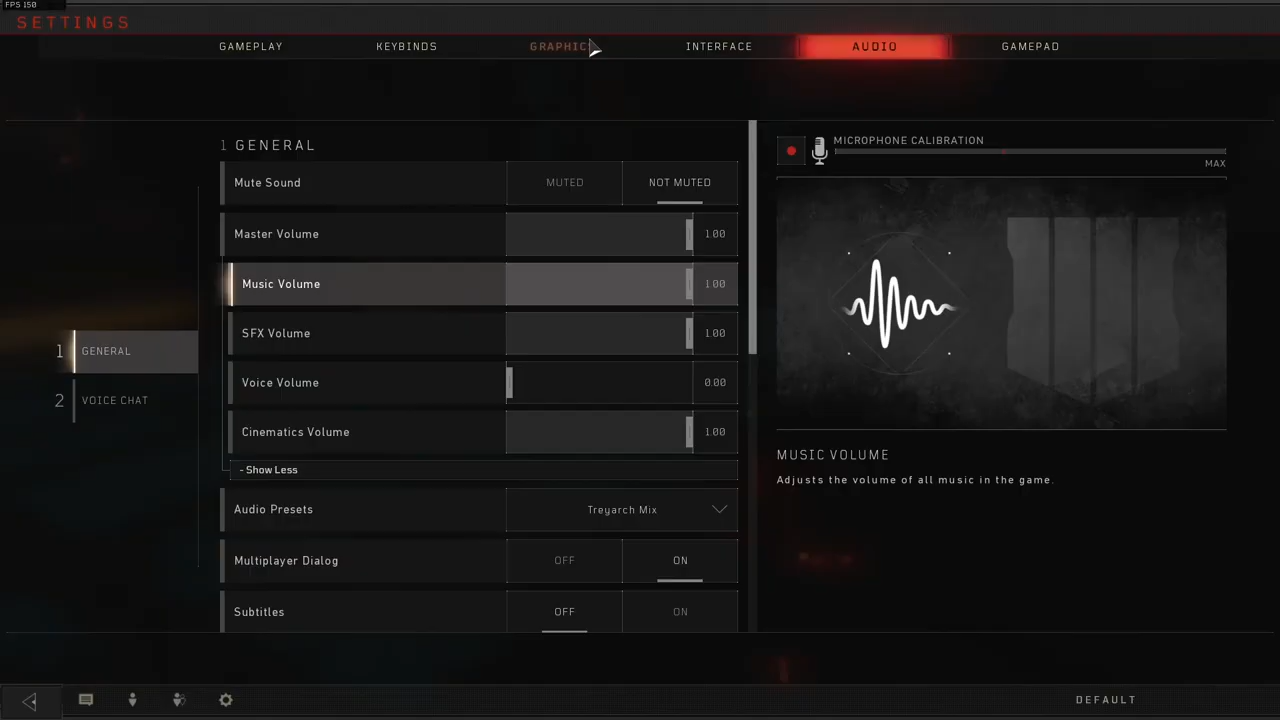 FPS 150
SETTINGS
GAMEPLAY KEYBINDS GRAPHICS INTERFACE AUDIO GAMEPAD
1 GENERAL
Mute Sound MUTED NOT MUTED
Master Volume 1.00
Music Volume 1.00
SFX Volume 1.00
Voice Volume 0.00
Cinematics Volume 1.00
- Show Less
Audio Presets Treyarch Mix
Multiplayer Dialog OFF ON
Subtitles OFF ON
1 GENERAL
2 VOICE CHAT
MICROPHONE CALIBRATION
MAX
MUSIC VOLUME
Adjusts the volume of all music in the game.
DEFAULT